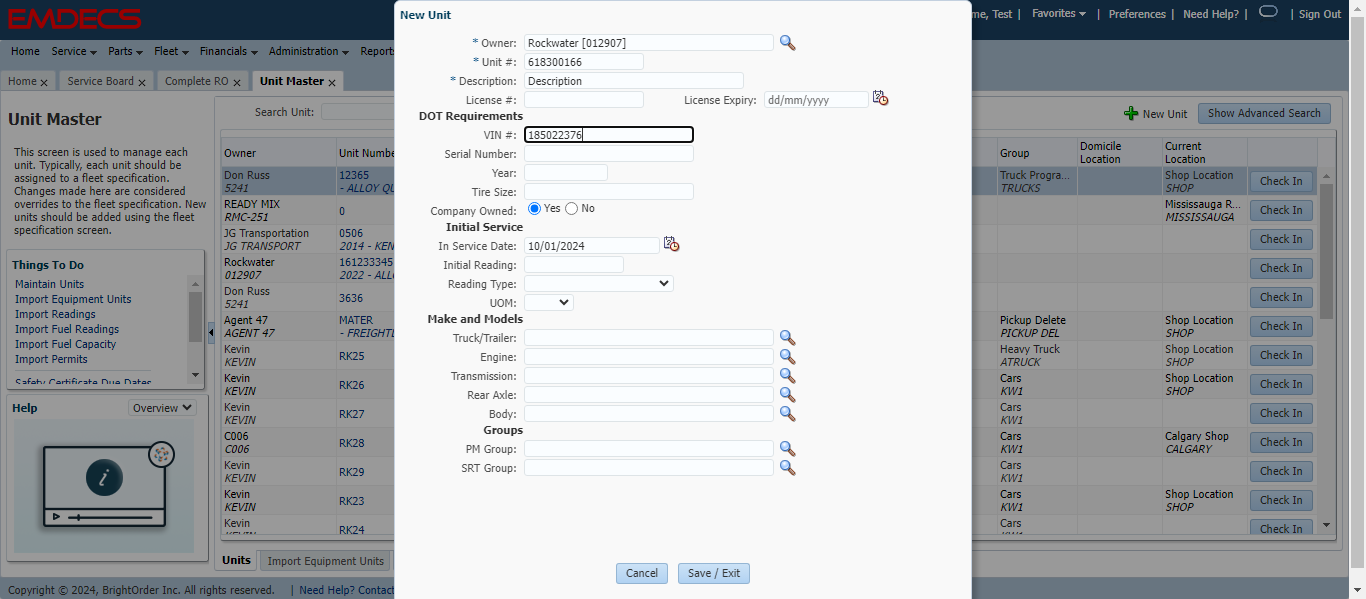 EMDECS
me, Test | Favorites | Preferences | Need Help? | | Sign Out
Home Service Parts Fleet Financials Administration Reports
Home x Service Board x Complete RO x Unit Master x
Unit Master
This screen is used to manage each
unit. Typically, each unit should be
assigned to a fleet specification.
Changes made here are considered
overrides to the fleet specification. New
units should be added using the fleet
specification screen.
Things To Do
Maintain Units
Import Equipment Units
Import Readings
Import Fuel Readings
Import Fuel Capacity
Import Permits
Safety Certificate Due Dates
Help
Overview
Search Unit:
New Unit
Show Advanced Search
Owner Unit Numbe
Don Russ 12365
5241 - ALLOY QU
READY MIX 0
RMC-251
JG Transportation 0506
JG TRANSPORT 2014 - KEN
Rockwater 161233345
012907 2022 - ALLO
Don Russ 3636
5241
Agent 47 MATER
AGENT 47 - FREIGHTL
Kevin RK25
KEVIN
Kevin RK26
KEVIN
Kevin RK27
KEVIN
C006 RK28
C006
Kevin RK29
KEVIN
Kevin RK23
KEVIN
Kevin RK24
KEVIN
New Unit
* Owner: Rockwater [012907]
* Unit #: 618300166
* Description: Description
License #: License Expiry: dd/mm/yyyy
DOT Requirements
VIN #: 185022376
Serial Number:
Year:
Tire Size:
Company Owned: Yes No
Initial Service
In Service Date: 10/01/2024
Initial Reading:
Reading Type:
UOM:
Make and Models
Truck/Trailer:
Engine:
Transmission:
Rear Axle:
Body:
Groups
PM Group:
SRT Group:
Cancel Save / Exit
Group Domicile Location Current Location
Truck Progra... Shop Location Check In
TRUCKS SHOP
Mississauga R... Check In
MISSISSAUGA
Check In
Check In
Check In
Pickup Delete Shop Location Check In
PICKUP DEL SHOP
Heavy Truck Shop Location Check In
ATRUCK SHOP
Cars Shop Location Check In
KW1 SHOP
Cars Check In
KW1
Cars Calgary Shop Check In
KW1 CALGARY
Cars Check In
KW1
Cars Shop Location Check In
KW1 SHOP
Cars Check In
KW1
Units Import Equipment Units
Copyright © 2024, BrightOrder Inc. All rights reserved. | Need Help? Contact